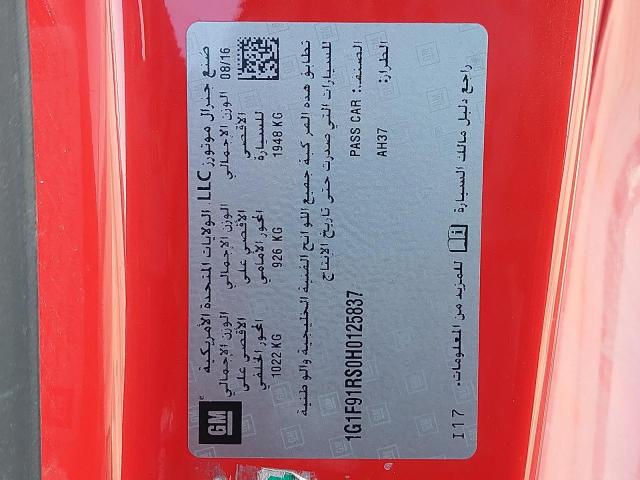 GM
صنع جنرال موتورز LLC الولايات المتحدة الأمريكية
08/16
الوزن الإجمالي الأقصى للسيارة 1948 KG
الوزن الإجمالي الأقصى على المحور الأمامي 926 KG
الوزن الإجمالي الأقصى على المحور الخلفي 1022 KG
تطابق هذه المركبة جميع اللوائح الفنية الخليجية والوطنية
للسيارات التي صدرت حتى تاريخ الإنتاج
1G1F91RS0H0125837
الصنف: PASS CAR
الطراز: AH37
راجع دليل مالك السيارة للمزيد من المعلومات.
I17